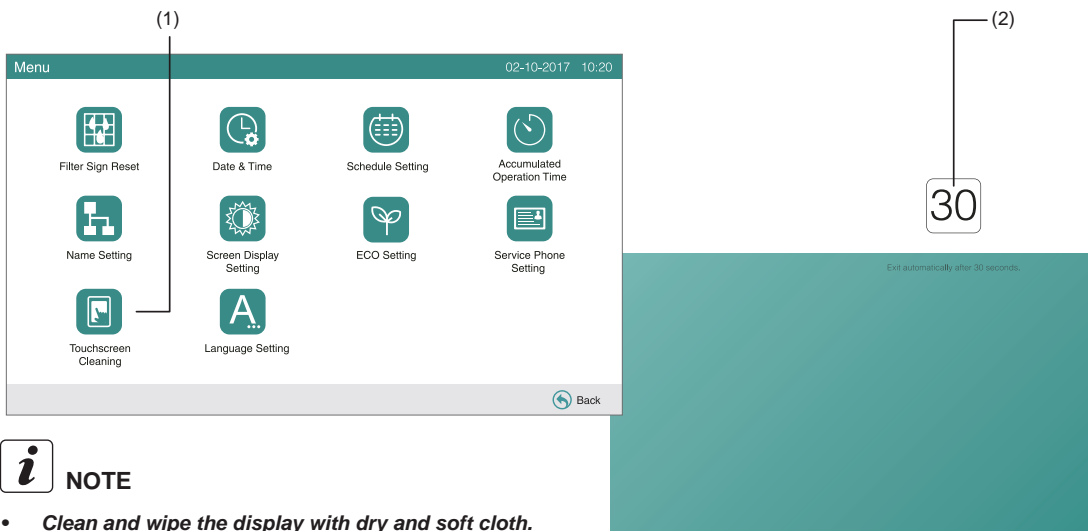 (1)
(2)
Menu
02-10-2017 10:20
Filter Sign Reset
Date & Time
Schedule Setting
Accumulated
Operation Time
30
Name Setting
Screen Display
Setting
ECO Setting
Service Phone
Setting
Exit automatically after 30 seconds.
Touchscreen
Cleaning
A...
Language Setting
Back
i NOTE
• Clean and wipe the display with dry and soft cloth.